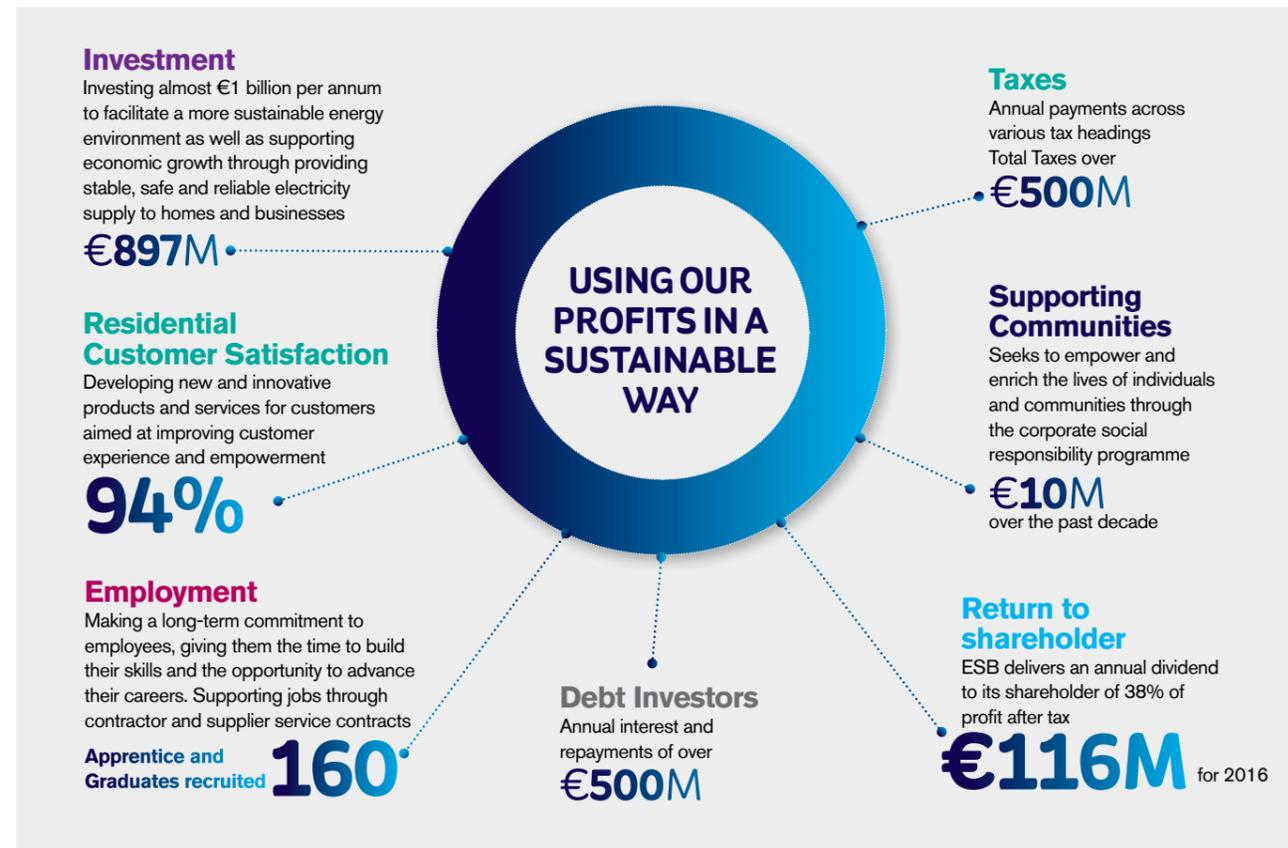 Investment
Investing almost €1 billion per annum
to facilitate a more sustainable energy
environment as well as supporting
economic growth through providing
stable, safe and reliable electricity
supply to homes and businesses
€897M
Residential
Customer Satisfaction
Developing new and innovative
products and services for customers
aimed at improving customer
experience and empowerment
94%
Employment
Making a long-term commitment to
employees, giving them the time to build
their skills and the opportunity to advance
their careers. Supporting jobs through
contractor and supplier service contracts
Apprentice and
Graduates recruited
160
USING OUR
PROFITS IN A
SUSTAINABLE
WAY
Debt Investors
Annual interest and
repayments of over
€500M
Taxes
Annual payments across
various tax headings
Total Taxes over
€500M
Supporting
Communities
Seeks to empower and
enrich the lives of individuals
and communities through
the corporate social
responsibility programme
€10M
over the past decade
Return to
shareholder
ESB delivers an annual dividend
to its shareholder of 38% of
profit after tax
€116M for 2016